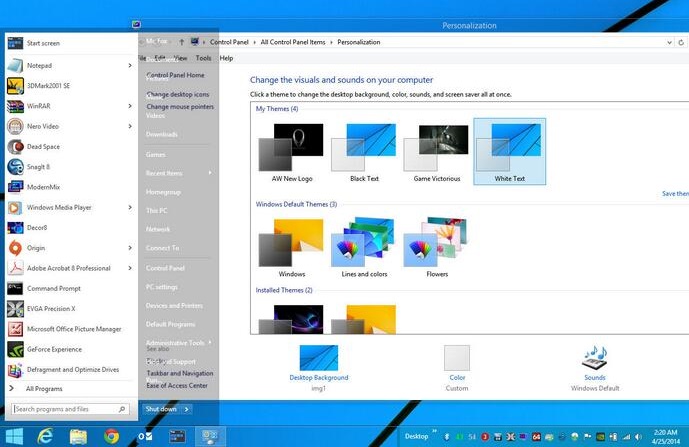 Personalization
Start screen
Notepad
3DMark2001 SE
WinRAR
Nero Video
Dead Space
SnagIt 8
ModernMix
Windows Media Player
Decor8
Origin
Adobe Acrobat 8 Professional
Command Prompt
EVGA Precision X
Microsoft Office Picture Manager
GeForce Experience
Defragment and Optimize Drives
All Programs
Search programs and files
Mr. Fox
Documents
Pictures
Videos
Downloads
Games
Recent Items
Homegroup
This PC
Network
Connect To
Control Panel
PC settings
Devices and Printers
Default Programs
Administrative Tools
Help and Support
Run...
Shut down
Control Panel
All Control Panel Items
Personalization
Edit
View
Tools
Help
Control Panel Home
Change desktop icons
Change mouse pointers
See also
Taskbar and Navigation
Ease of Access Center
Change the visuals and sounds on your computer
Click a theme to change the desktop background, color, sounds, and screen saver all at once.
My Themes (4)
AW New Logo
Black Text
Game Victorious
White Text
Save them
Windows Default Themes (3)
Windows
Lines and colors
Flowers
Installed Themes (2)
Desktop Background
img1
Color
Custom
Sounds
Windows Default
Desktop
64
2:20 AM
4/25/2014